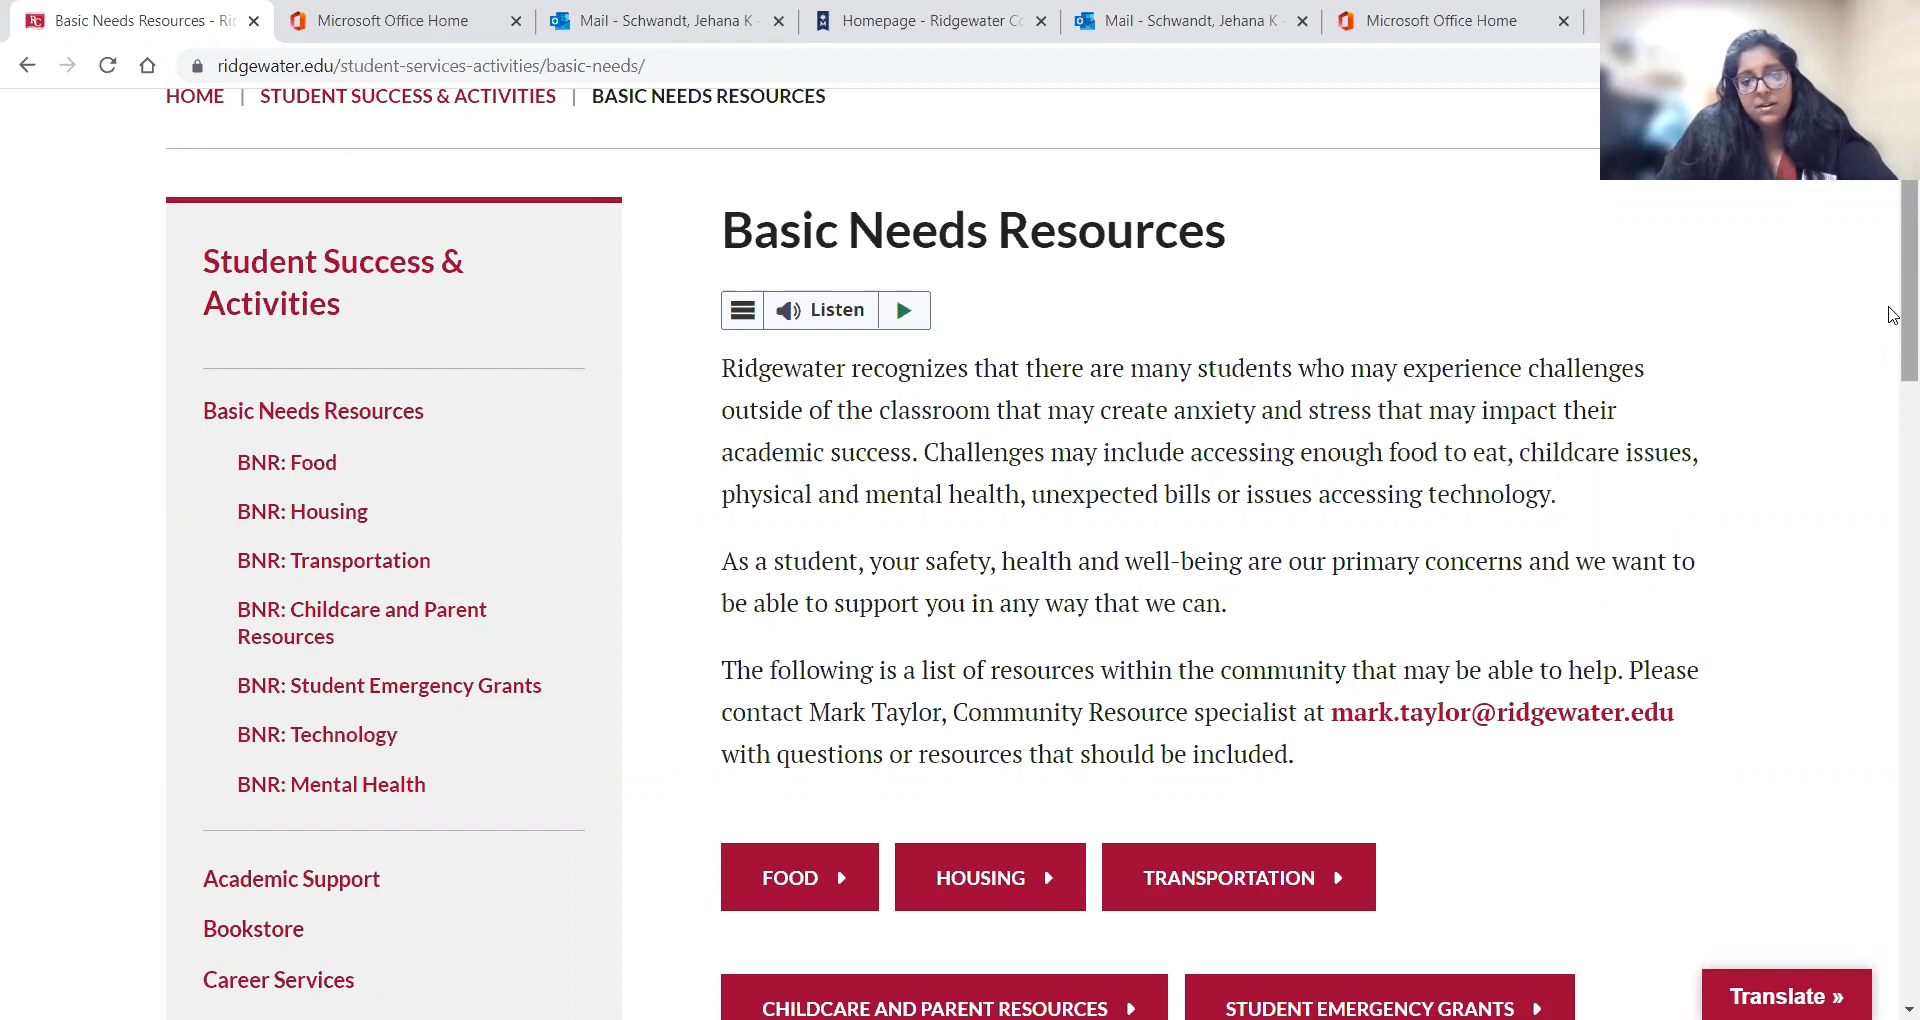 Basic Needs Resources - Ri
Microsoft Office Home
Mail - Schwandt, Jehana K -
Homepage - Ridgewater Co
Mail - Schwandt, Jehana K -
Microsoft Office Home
ridgewater.edu/student-services-activities/basic-needs/
HOME | STUDENT SUCCESS & ACTIVITIES | BASIC NEEDS RESOURCES
Student Success &
Activities
Basic Needs Resources
BNR: Food
BNR: Housing
BNR: Transportation
BNR: Childcare and Parent
Resources
BNR: Student Emergency Grants
BNR: Technology
BNR: Mental Health
Academic Support
Bookstore
Career Services
Basic Needs Resources
Listen
Ridgewater recognizes that there are many students who may experience challenges
outside of the classroom that may create anxiety and stress that may impact their
academic success. Challenges may include accessing enough food to eat, childcare issues,
physical and mental health, unexpected bills or issues accessing technology.
As a student, your safety, health and well-being are our primary concerns and we want to
be able to support you in any way that we can.
The following is a list of resources within the community that may be able to help. Please
contact Mark Taylor, Community Resource specialist at mark.taylor@ridgewater.edu
with questions or resources that should be included.
FOOD
HOUSING
TRANSPORTATION
CHILDCARE AND PARENT RESOURCES
STUDENT EMERGENCY GRANTS
Translate »